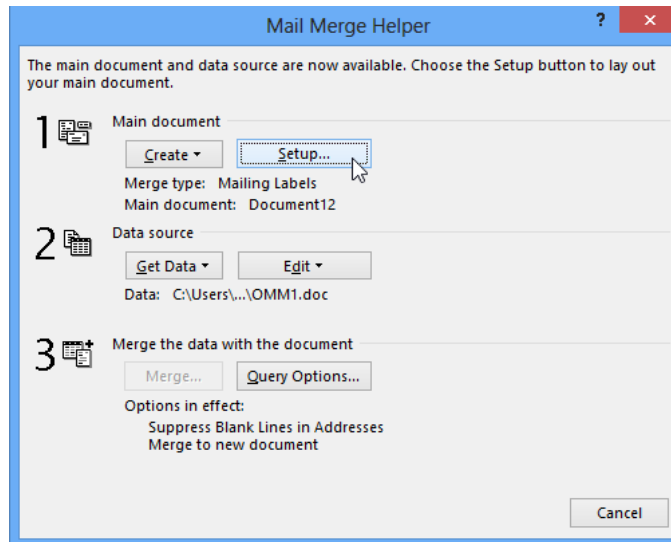 Mail Merge Helper
?
×
The main document and data source are now available. Choose the Setup button to lay out
your main document.
1
Main document
Create
Setup...
Merge type: Mailing Labels
Main document: Document12
2
Data source
Get Data
Edit
Data: C:\Users\...\OMM1.doc
3
Merge the data with the document
Merge...
Query Options...
Options in effect:
Suppress Blank Lines in Addresses
Merge to new document
Cancel